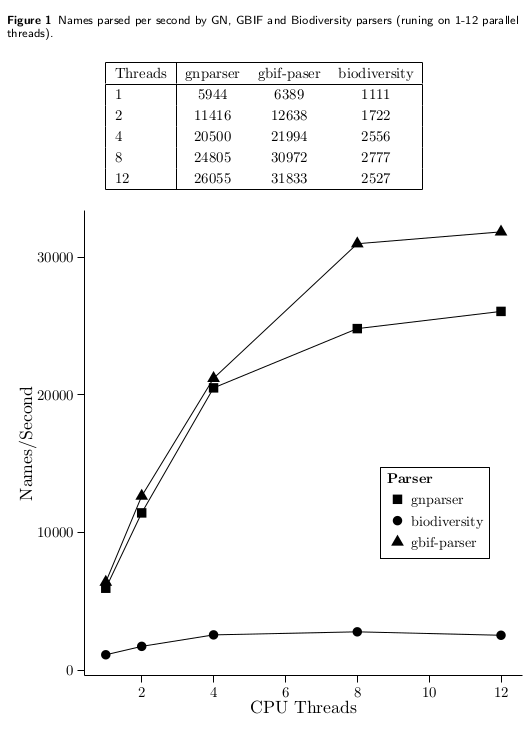 Figure 1 Names parsed per second by GN, GBIF and Biodiversity parsers (runing on 1-12 parallel
threads).
Threads gnparser gbif-paser biodiversity
1 5944 6389 1111
2 11416 12638 1722
4 20500 21994 2556
8 24805 30972 2777
12 26055 31833 2527
30000
20000
10000
0
Names/Second
Parser
gnparser
biodiversity
gbif-parser
2 4 6 8 10 12
CPU Threads